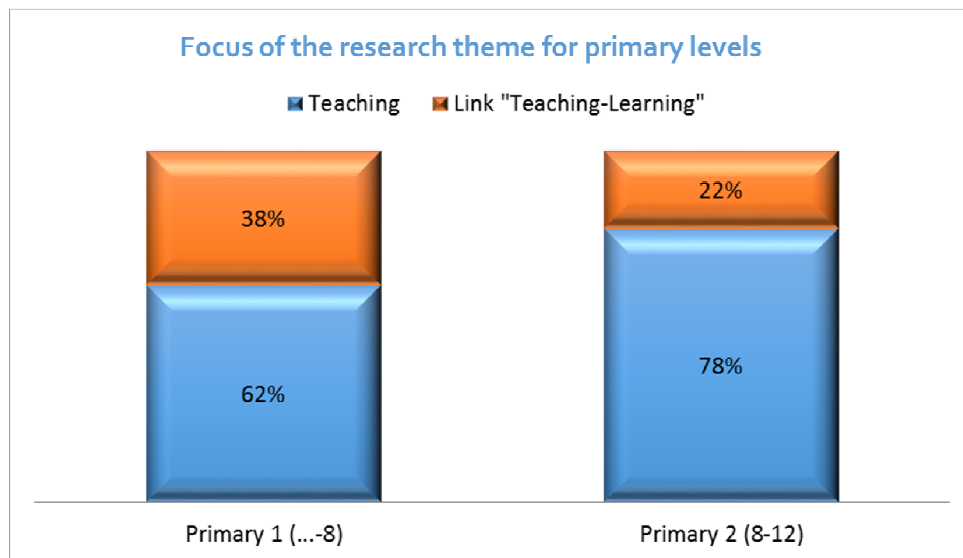 Focus of the research theme for primary levels
Teaching Link "Teaching-Learning"
38% 22%
62% 78%
Primary 1 (...-8) Primary 2 (8-12)